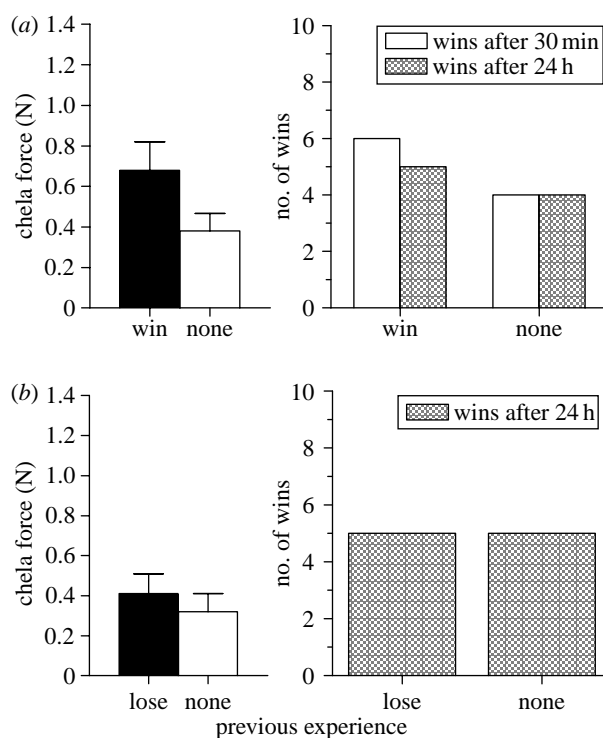 (a)
chela force (N)
1.4
1.2
1.0
0.8
0.6
0.4
0.2
0
win none
no. of wins
10
8
6
4
2
0
wins after 30 min
wins after 24 h
win none
(b)
chela force (N)
1.4
1.2
1.0
0.8
0.6
0.4
0.2
0
lose none
no. of wins
10
8
6
4
2
0
wins after 24 h
lose none
previous experience